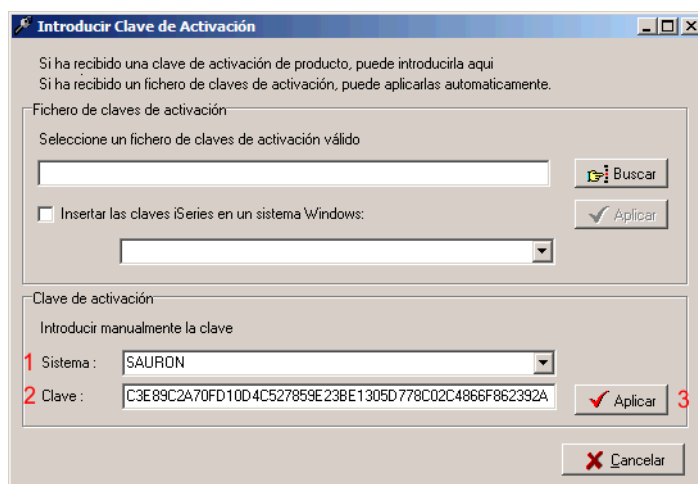 Introducir Clave de Activación
Si ha recibido una clave de activación de producto, puede introducirla aqui
Si ha recibido un fichero de claves de activación, puede aplicarlas automaticamente.
Fichero de claves de activación
Seleccione un fichero de claves de activación válido
Buscar
Insertar las claves iSeries en un sistema Windows:
Aplicar
Clave de activación
Introducir manualmente la clave
1 Sistema : SAURON
2 Clave : C3E89C2A70FD10D4C527859E23BE1305D778C02C4866F862392A Aplicar 3
Cancelar